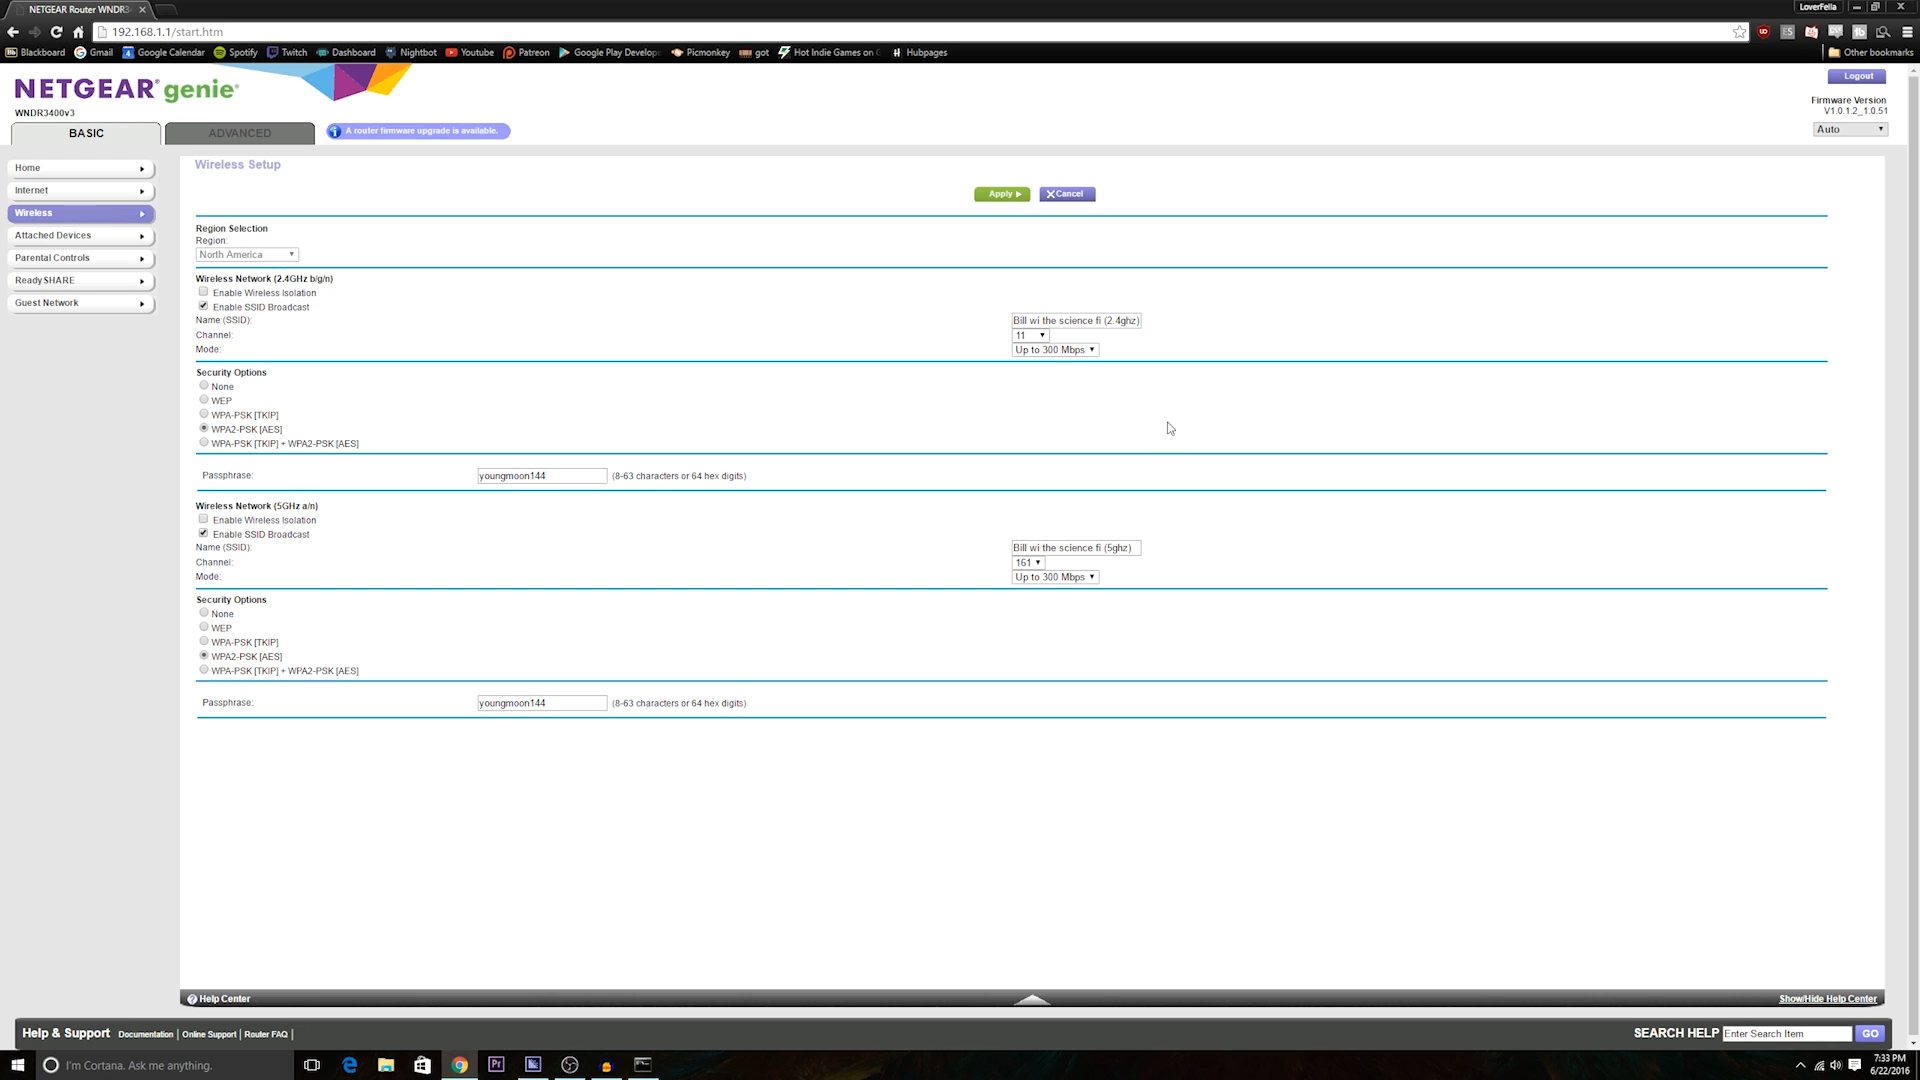 NETGEAR Router WNDR3
LoverFella
192.168.1.1/start.htm
Blackboard Gmail Google Calendar Spotify Twitch Dashboard Nightbot Youtube Patreon Google Play Develope Picmonkey got Hot Indie Games on Hubpages Other bookmarks
NETGEAR® genie®
Logout
WNDR3400v3
Firmware Version
V1.0.1.2_1.0.51
BASIC ADVANCED A router firmware upgrade is available. Auto
Home
Internet
Wireless
Attached Devices
Parental Controls
ReadySHARE
Guest Network
Wireless Setup
Apply Cancel
Region Selection
Region:
North America
Wireless Network (2.4GHz b/g/n)
Enable Wireless Isolation
Enable SSID Broadcast
Name (SSID): Bill wi the science fi (2.4ghz)
Channel: 11
Mode: Up to 300 Mbps
Security Options
None
WEP
WPA-PSK [TKIP]
WPA2-PSK [AES]
WPA-PSK [TKIP] + WPA2-PSK [AES]
Passphrase: youngmoon144 (8-63 characters or 64 hex digits)
Wireless Network (5GHz a/n)
Enable Wireless Isolation
Enable SSID Broadcast
Name (SSID): Bill wi the science fi (5ghz)
Channel: 161
Mode: Up to 300 Mbps
Security Options
None
WEP
WPA-PSK [TKIP]
WPA2-PSK [AES]
WPA-PSK [TKIP] + WPA2-PSK [AES]
Passphrase: youngmoon144 (8-63 characters or 64 hex digits)
Help Center Show/Hide Help Center
Help & Support Documentation | Online Support | Router FAQ | SEARCH HELP Enter Search Item GO
I'm Cortana. Ask me anything.
Pr
7:33 PM
6/22/2016